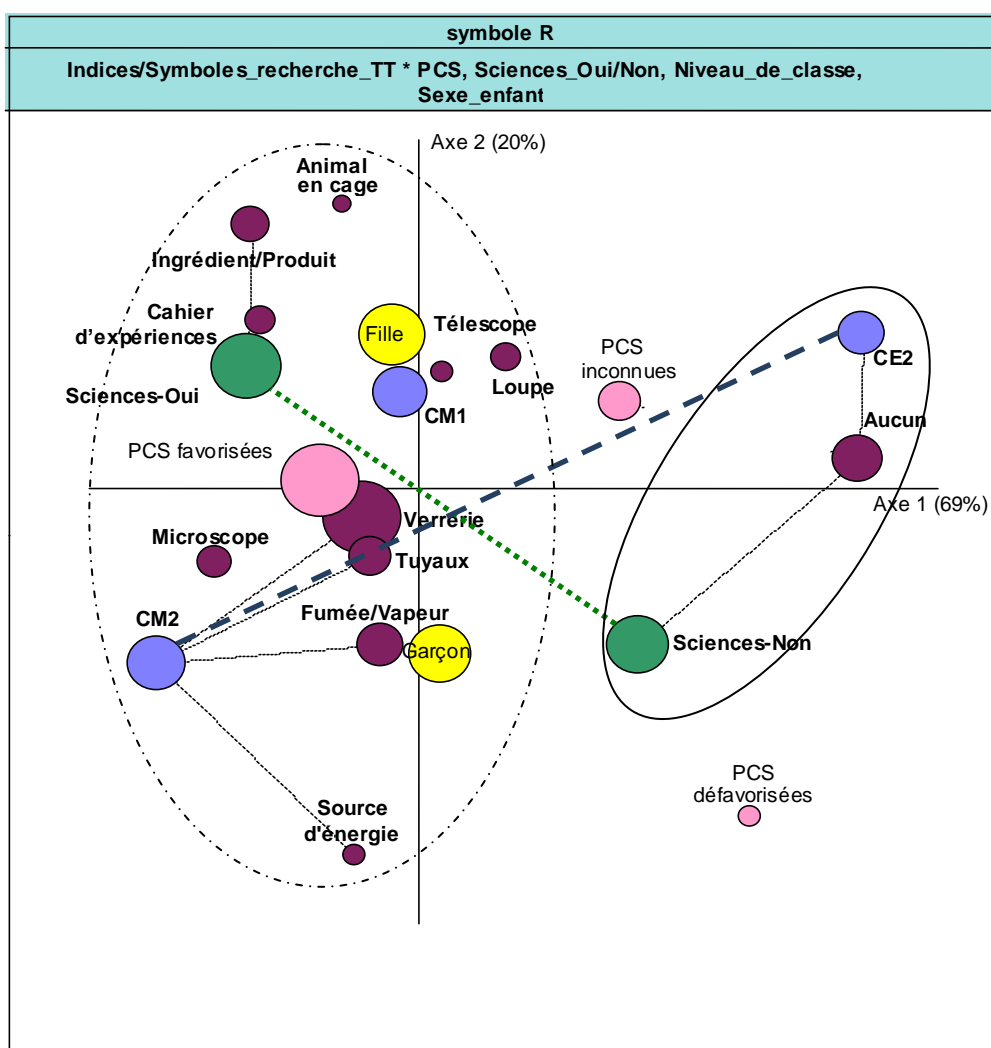 symbole R
Indices/Symboles_recherche_TT * PCS, Sciences_Oui/Non, Niveau_de_classe,
Sexe_enfant
Axe 2 (20%)
Animal
en cage
Ingrédient/Produit
Cahier
d'expériences
Fille
Télescope
PCS
inconnues
CE2
Sciences-Oui
CM1
Loupe
Aucun
PCS favorisées
Axe 1 (69%)
Verrerie
Microscope
Tuyaux
CM2
Fumée/Vapeur
Garçon
Sciences-Non
PCS
défavorisées
Source
d'énergie